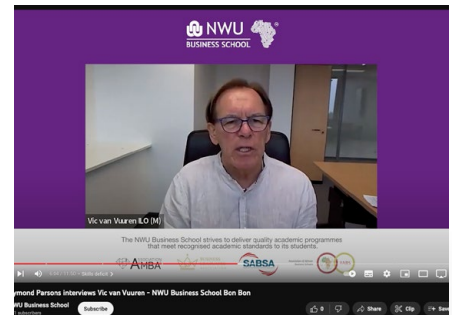 NWU
BUSINESS SCHOOL
Vic van Vuuren ILO (M)
The NWU Business School strives to deliver quality academic programmes
that meet recognised academic standards to its students.
AMBA
SABSA
ymond Parsons interviews Vic van Vuuren - NWU Business School Bon Bon
WU Business School
Subscribe
0
Share
Clip
Save